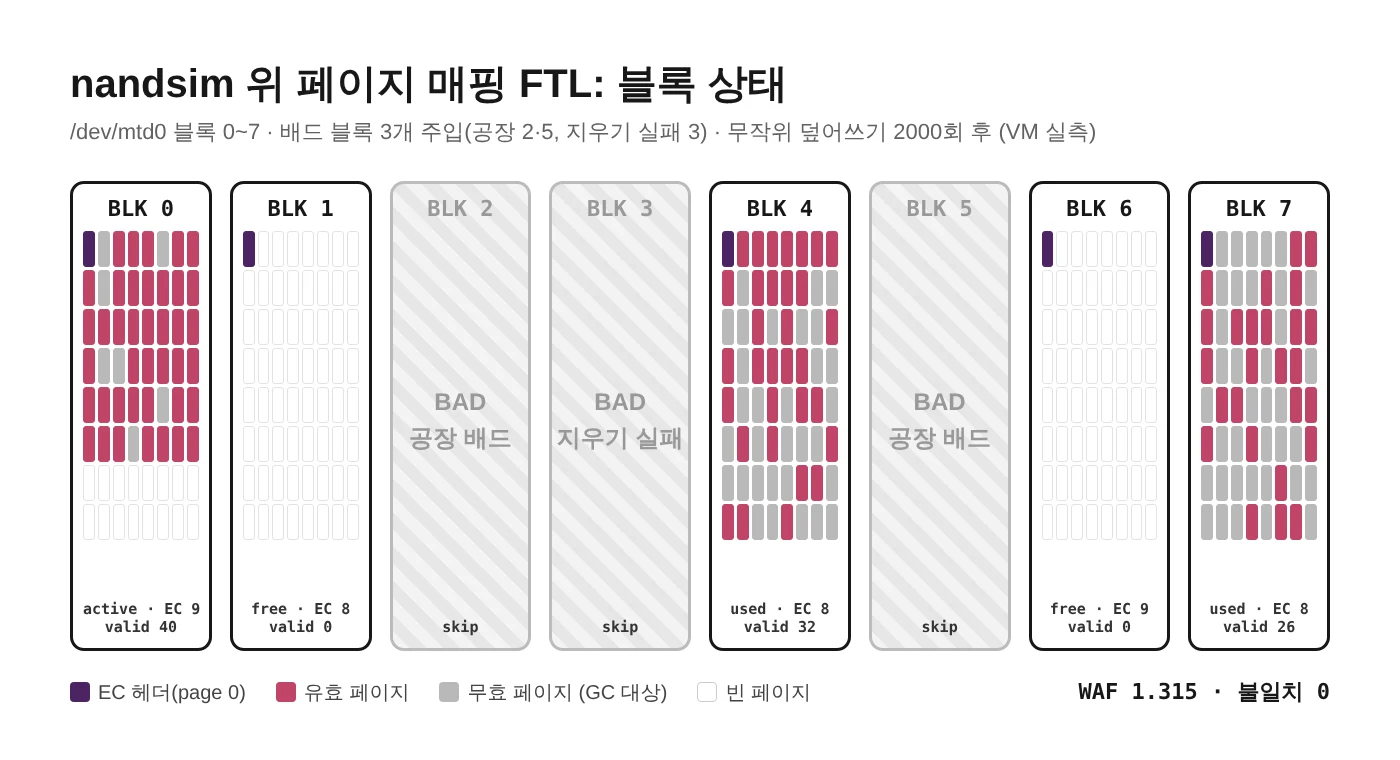 nandsim 위 페이지 매핑 FTL: 블록 상태
/dev/mtd0 블록 0~7 · 배드 블록 3개 주입(공장 2·5, 지우기 실패 3) · 무작위 덮어쓰기 2000회 후 (VM 실측)
BLK 0
active · EC 9
valid 40
BLK 1
free · EC 8
valid 0
BLK 2
BAD
공장 배드
skip
BLK 3
BAD
지우기 실패
skip
BLK 4
used · EC 8
valid 32
BLK 5
BAD
공장 배드
skip
BLK 6
free · EC 9
valid 0
BLK 7
used · EC 8
valid 26
EC 헤더(page 0)
유효 페이지
무효 페이지 (GC 대상)
빈 페이지
WAF 1.315 · 불일치 0